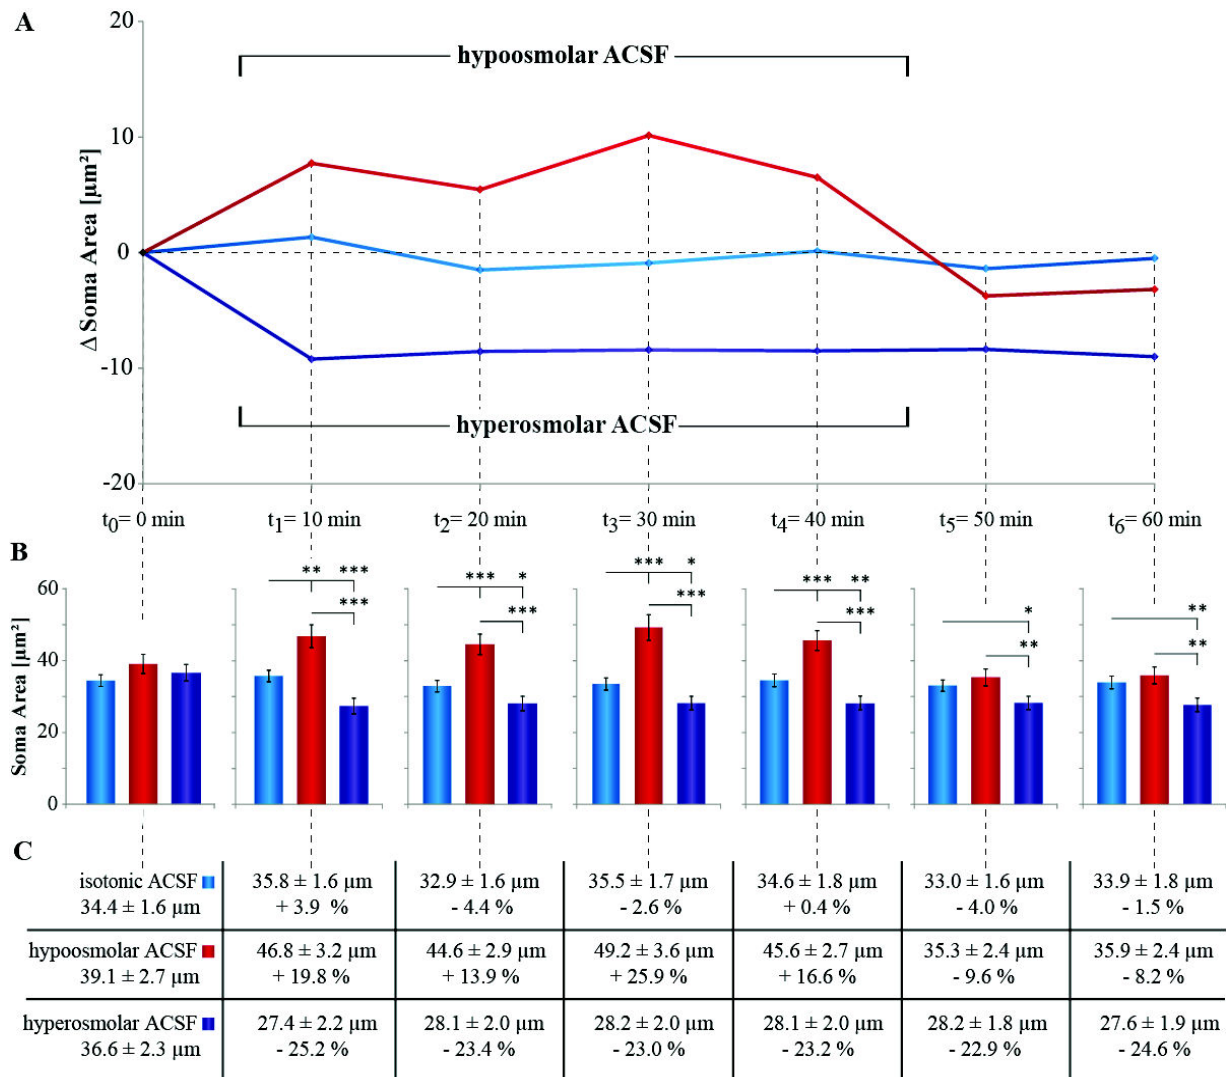 A
20
hypoosmolar ACSF
10
Δ Soma Area [µm²]
0
-10
hyperosmolar ACSF
-20
t0= 0 min
t1= 10 min
t2= 20 min
t3= 30 min
t4= 40 min
t5= 50 min
t6= 60 min
B
60
** ***
***
*** *
***
*** *
***
*** **
***
*
**
**
**
Soma Area [µm²]
40
20
0
C
isotonic ACSF
34.4 ± 1.6 µm
35.8 ± 1.6 µm
+ 3.9 %
32.9 ± 1.6 µm
- 4.4 %
35.5 ± 1.7 µm
- 2.6 %
34.6 ± 1.8 µm
+ 0.4 %
33.0 ± 1.6 µm
- 4.0 %
33.9 ± 1.8 µm
- 1.5 %
hypoosmolar ACSF
39.1 ± 2.7 µm
46.8 ± 3.2 µm
+ 19.8 %
44.6 ± 2.9 µm
+ 13.9 %
49.2 ± 3.6 µm
+ 25.9 %
45.6 ± 2.7 µm
+ 16.6 %
35.3 ± 2.4 µm
- 9.6 %
35.9 ± 2.4 µm
- 8.2 %
hyperosmolar ACSF
36.6 ± 2.3 µm
27.4 ± 2.2 µm
- 25.2 %
28.1 ± 2.0 µm
- 23.4 %
28.2 ± 2.0 µm
- 23.0 %
28.1 ± 2.0 µm
- 23.2 %
28.2 ± 1.8 µm
- 22.9 %
27.6 ± 1.9 µm
- 24.6 %